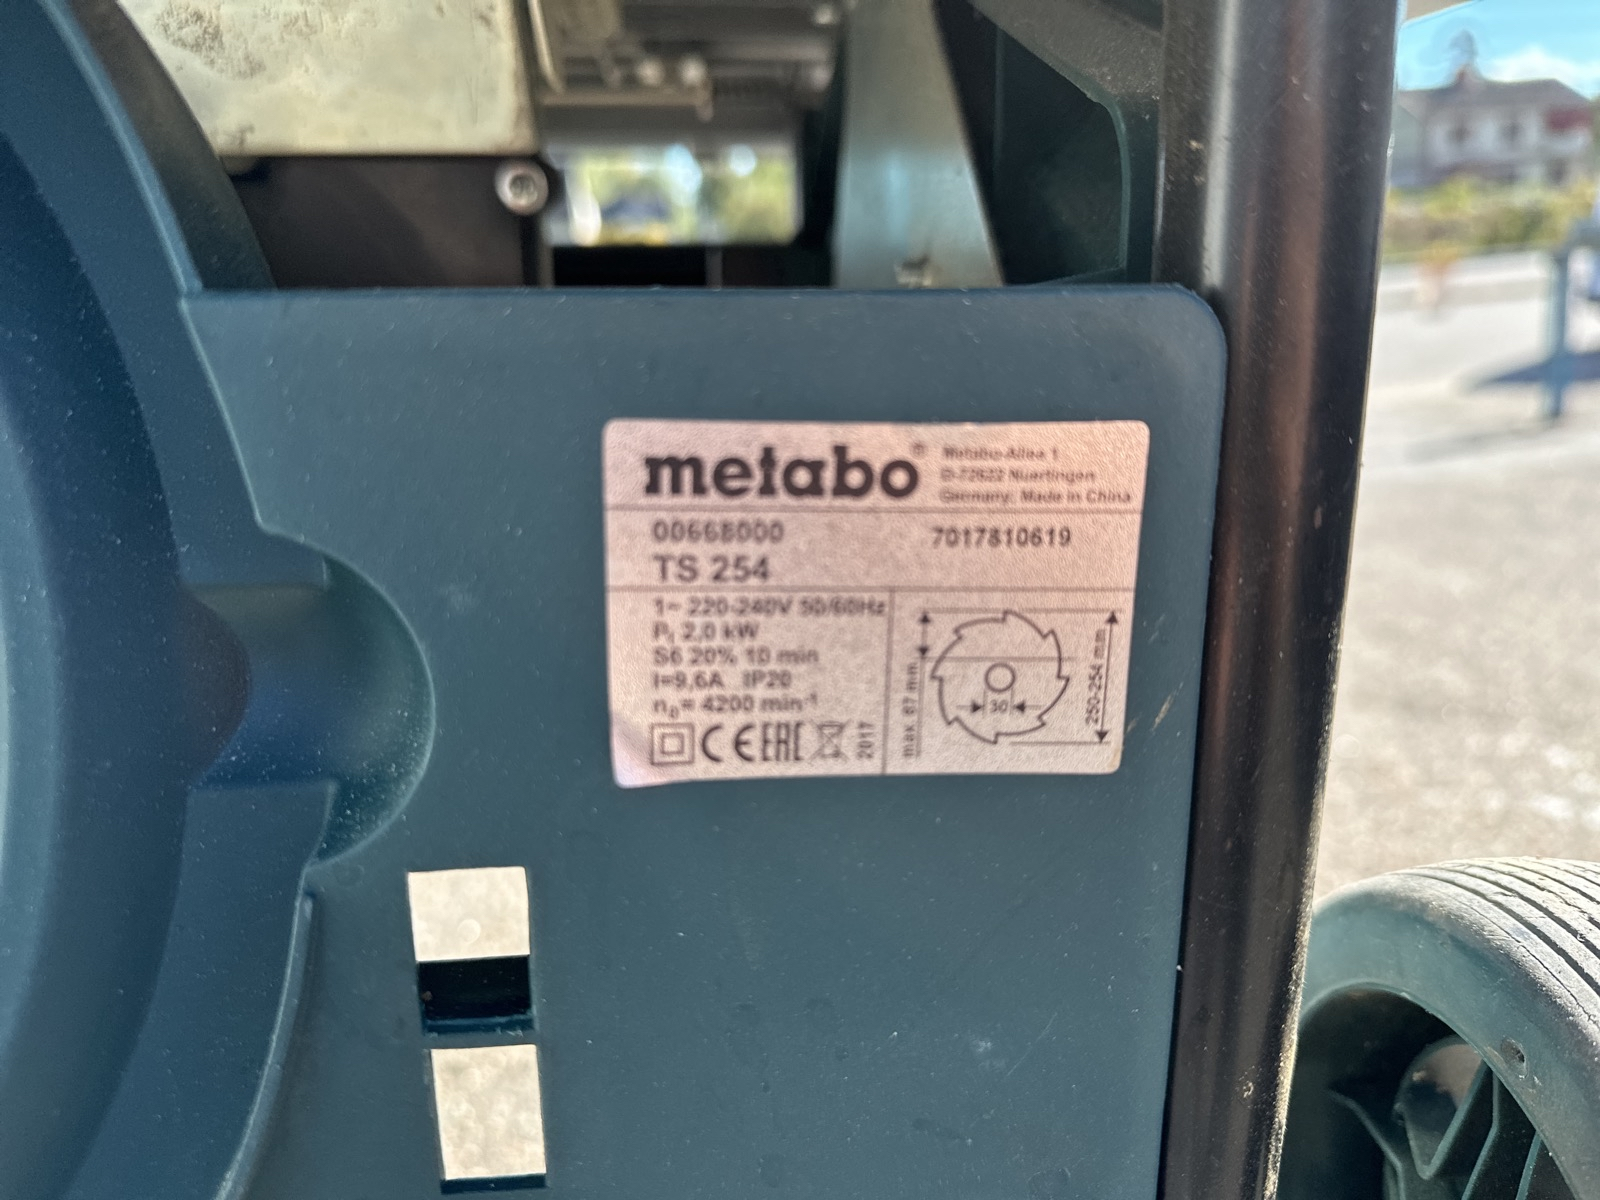 metabo®
Metabo-Allee 1
D-72622 Nuertingen
Germany; Made in China
00668000 7017810619
TS 254
1~ 220-240V 50/60Hz
P₁ 2,0 kW
S6 20% 10 min
I=9,6A IP20
n₀= 4200 min⁻¹
CE EAC 2017
max. 87 mm
30
250-254 mm